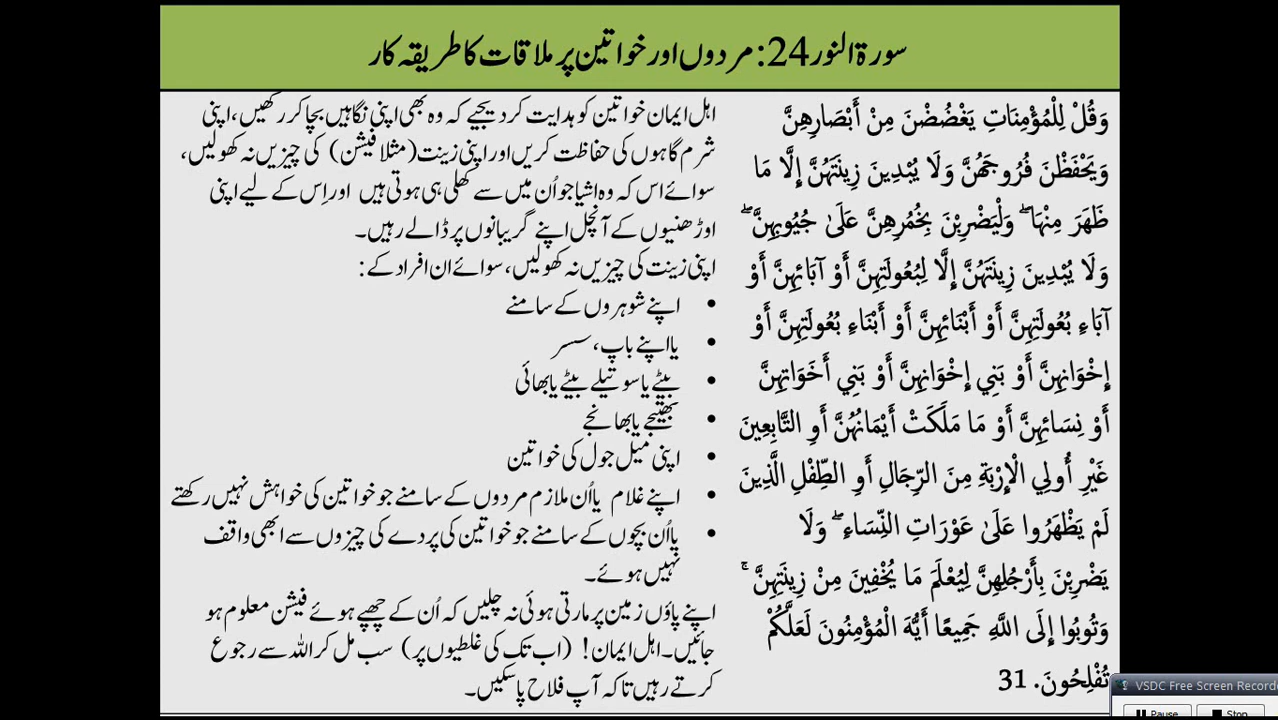 سورۃ النور24: مردوں اور خواتین پر ملاقات کا طریقہ کار
وَقُلْ لِلْمُؤْمِنَاتِ يَغْضُضْنَ مِنْ أَبْصَارِهِنَّ
وَيَحْفَظْنَ فُرُوجَهُنَّ وَلَا يُبْدِينَ زِينَتَهُنَّ إِلَّا مَا
ظَهَرَ مِنْهَا ۖ وَلْيَضْرِبْنَ بِخُمُرِهِنَّ عَلَىٰ جُيُوبِهِنَّ ۖ
وَلَا يُبْدِينَ زِينَتَهُنَّ إِلَّا لِبُعُولَتِهِنَّ أَوْ آبَائِهِنَّ أَوْ
آبَاءِ بُعُولَتِهِنَّ أَوْ أَبْنَائِهِنَّ أَوْ أَبْنَاءِ بُعُولَتِهِنَّ أَوْ
إِخْوَانِهِنَّ أَوْ بَنِي إِخْوَانِهِنَّ أَوْ بَنِي أَخَوَاتِهِنَّ
أَوْ نِسَائِهِنَّ أَوْ مَا مَلَكَتْ أَيْمَانُهُنَّ أَوِ التَّابِعِينَ
غَيْرِ أُولِي الْإِرْبَةِ مِنَ الرِّجَالِ أَوِ الطِّفْلِ الَّذِينَ
لَمْ يَظْهَرُوا عَلَىٰ عَوْرَاتِ النِّسَاءِ ۖ وَلَا
يَضْرِبْنَ بِأَرْجُلِهِنَّ لِيُعْلَمَ مَا يُخْفِينَ مِنْ زِينَتِهِنَّ ۚ
وَتُوبُوا إِلَى اللَّهِ جَمِيعًا أَيُّهَ الْمُؤْمِنُونَ لَعَلَّكُمْ
تُفْلِحُونَ. 31
اہل ایمان خواتین کو ہدایت کر دیجیے کہ وہ بھی اپنی نگاہیں بچا کر رکھیں، اپنی
شرم گاہوں کی حفاظت کریں اور اپنی زینت (مثلا فیشن) کی چیزیں نہ کھولیں،
سوائے اس کہ وہ اشیا جو اُن میں سے کھلی ہی ہوتی ہیں اور اِس کے لیے اپنی
اوڑھنیوں کے آنچل اپنے گریبانوں پر ڈالے رہیں۔
اپنی زینت کی چیزیں نہ کھولیں، سوائے ان افراد کے:
• اپنے شوہروں کے سامنے
• یا اپنے باپ، سسر
• بیٹے یا سوتیلے بیٹے یا بھائی
• بھتیجے یا بھانجے
• اپنی میل جول کی خواتین
• اپنے غلام یا اُن ملازم مردوں کے سامنے جو خواتین کی خواہش نہیں رکھتے
• یا اُن بچوں کے سامنے جو خواتین کی پردے کی چیزوں سے ابھی واقف
نہیں ہوئے۔
اپنے پاؤں زمین پر مارتی ہوئی نہ چلیں کہ اُن کے چھپے ہوئے فیشن معلوم ہو
جائیں۔ اہل ایمان! (اب تک کی غلطیوں پر) سب مل کر اللہ سے رجوع
کرتے رہیں تاکہ آپ فلاح پا سکیں۔
VSDC Free Screen Recorde
Pause
Stop